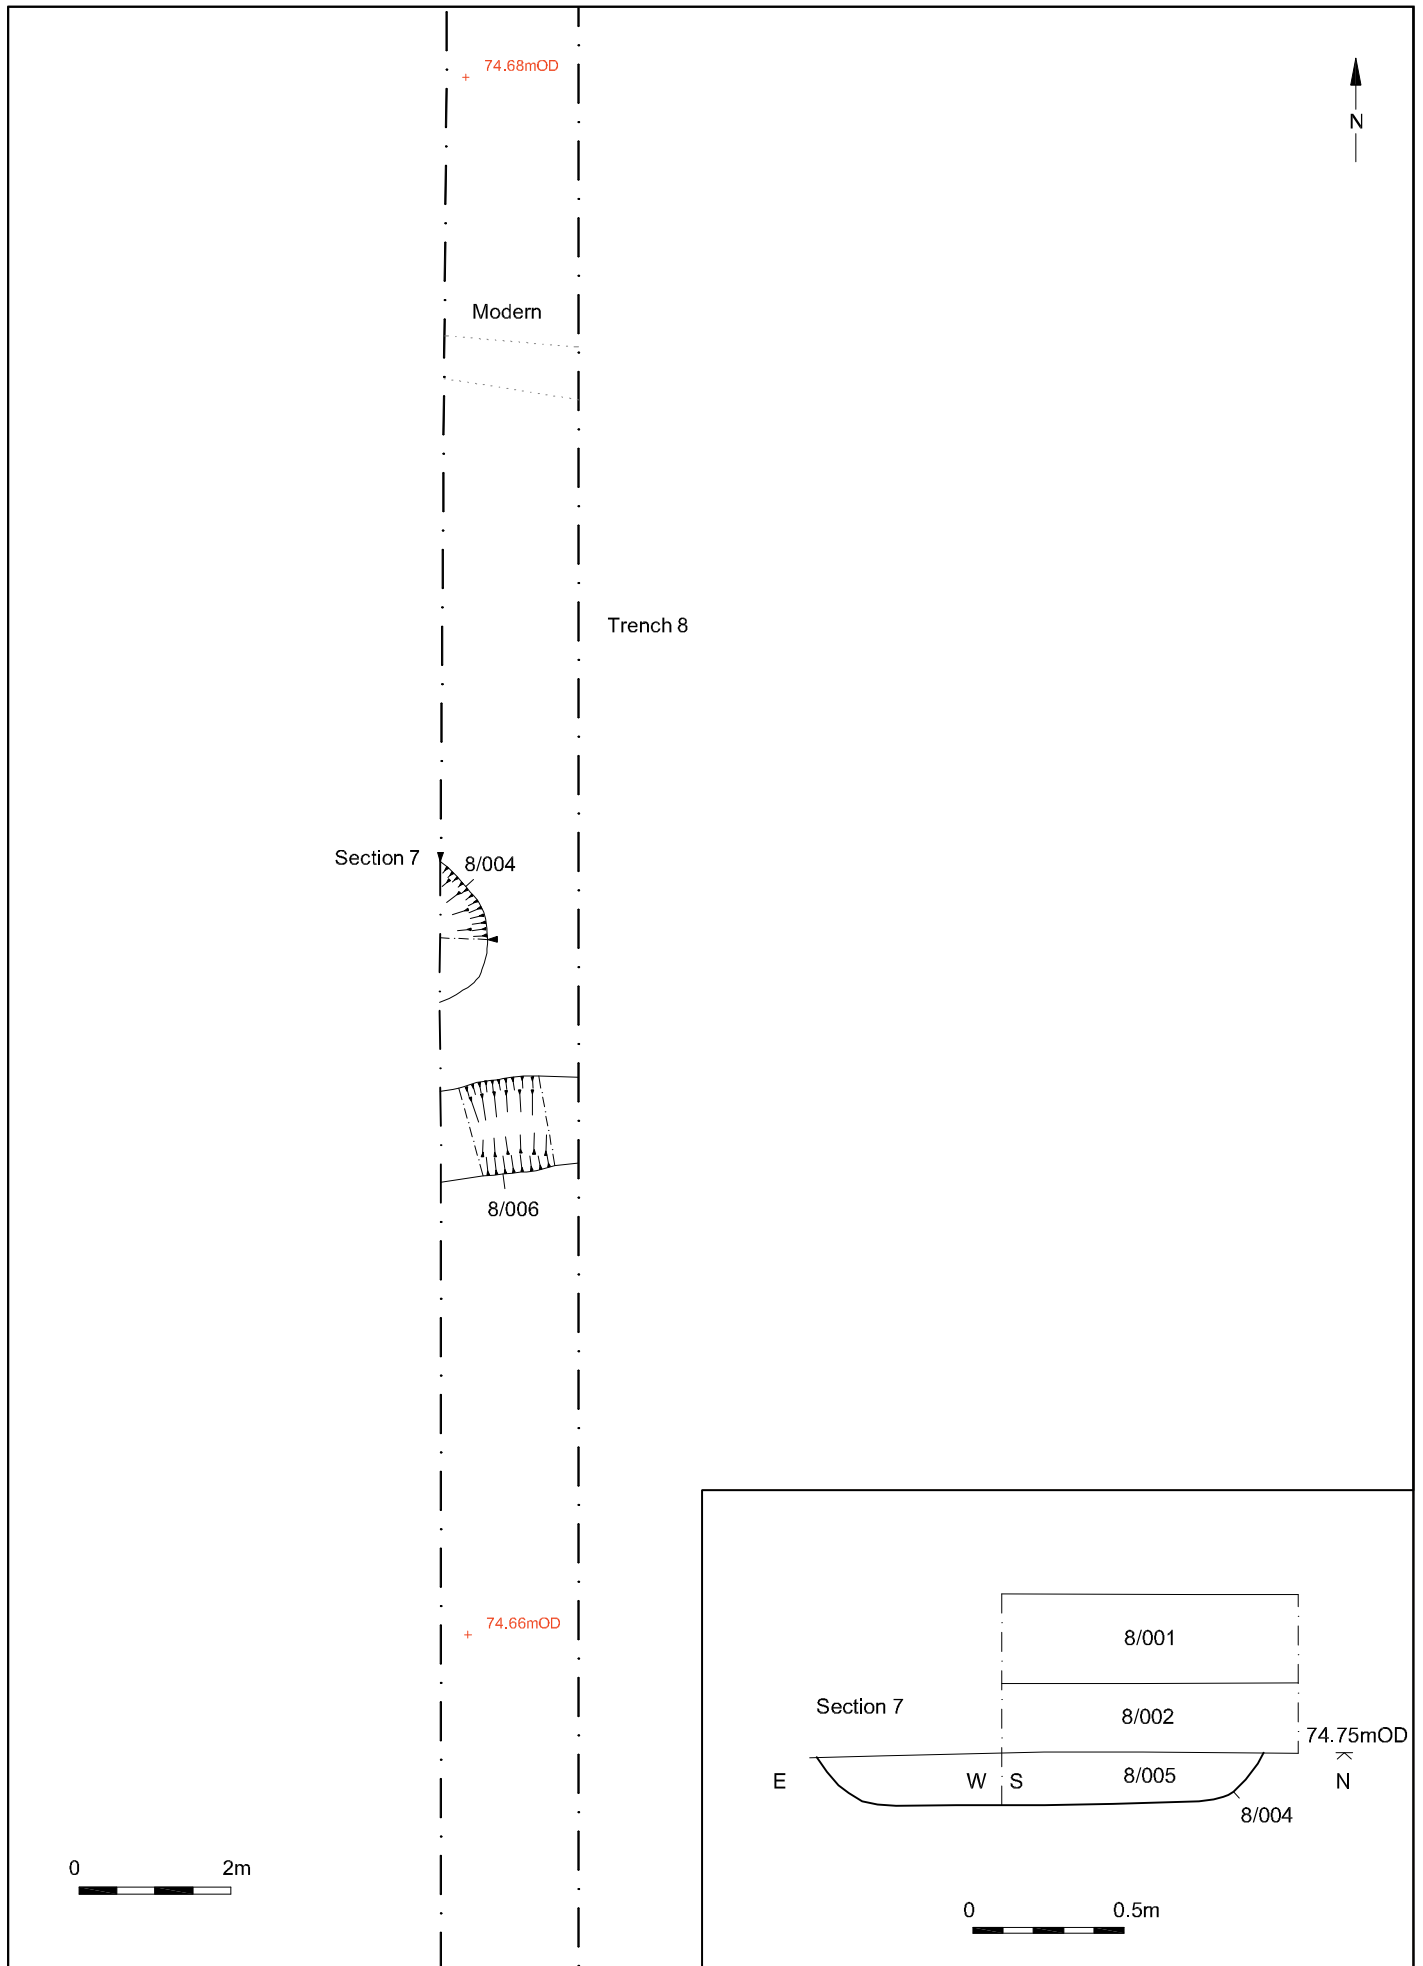 74.68mOD
N
Modern
Trench 8
Section 7
8/004
8/006
74.66mOD
0 2m
8/001
Section 7
8/002
74.75mOD
E W S 8/005 N
8/004
0 0.5m